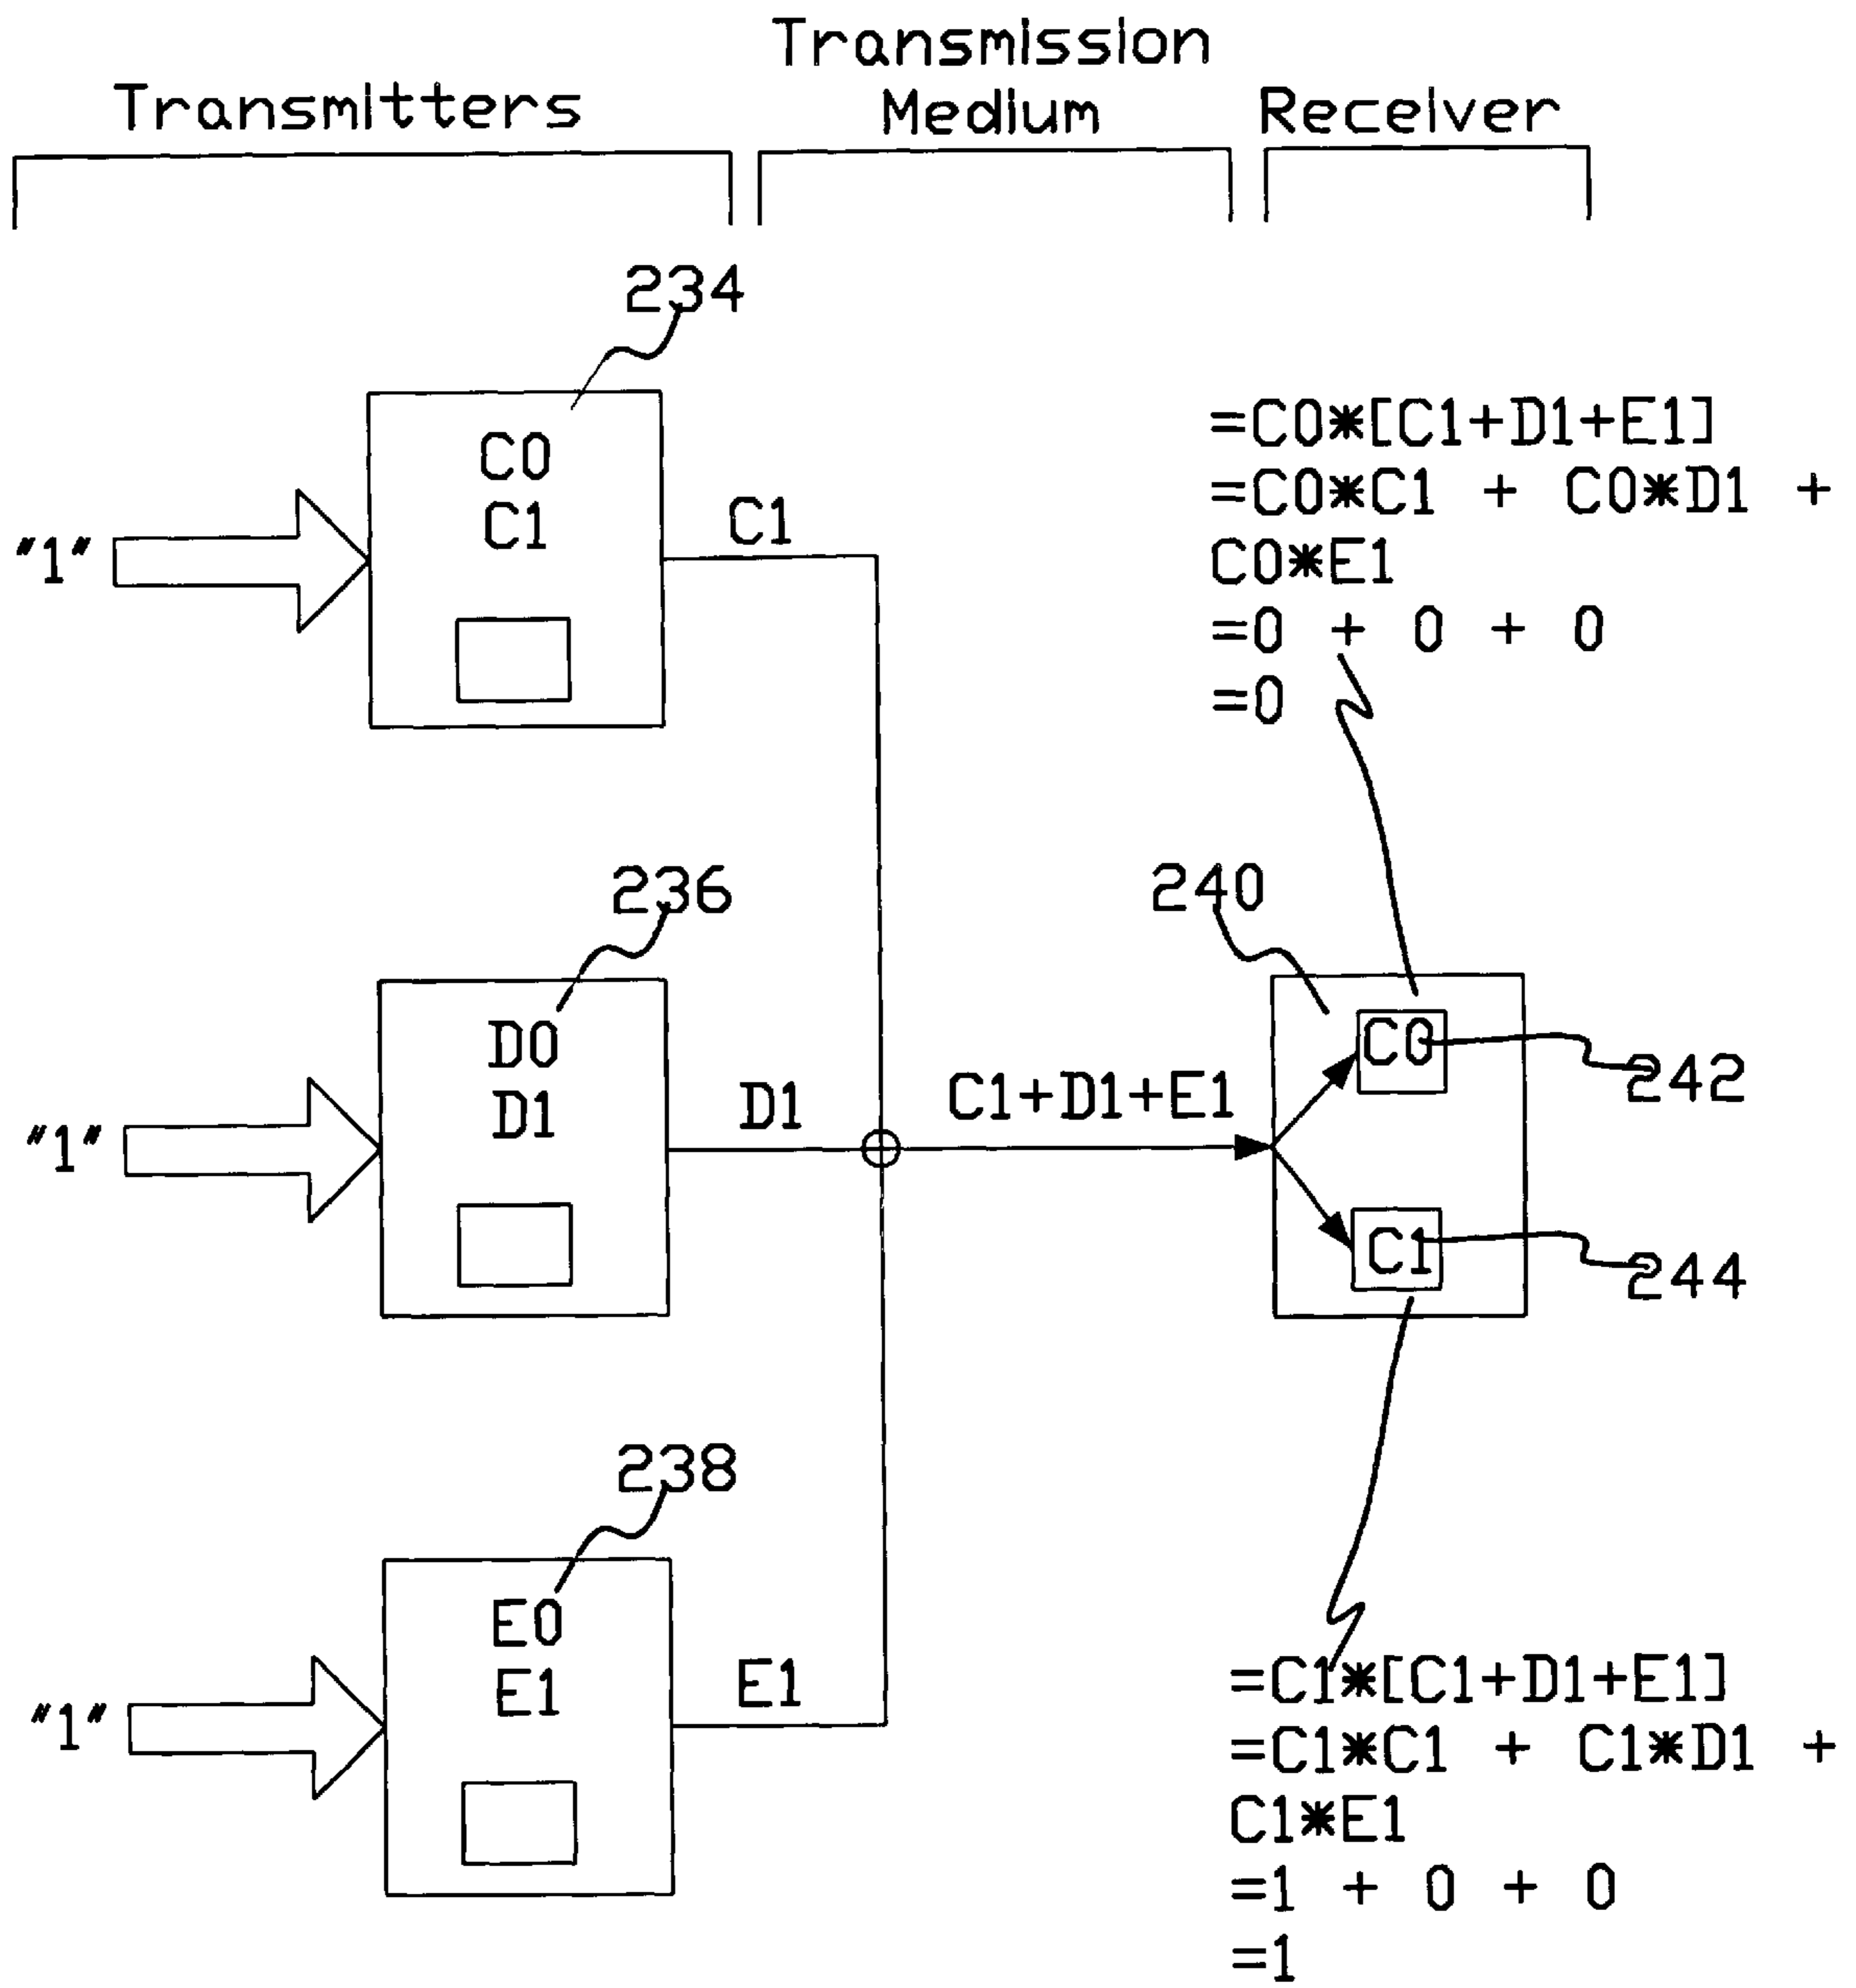 Transmission
Transmitters Medium Receiver
234
C0
C1
"1"
C1
=C0*[C1+D1+E1]
=C0*C1 + C0*D1 +
C0*E1
=0 + 0 + 0
=0
236
D0
D1
"1"
D1
C1+D1+E1
240
C0
242
C1
244
238
E0
E1
"1"
E1
=C1*[C1+D1+E1]
=C1*C1 + C1*D1 +
C1*E1
=1 + 0 + 0
=1